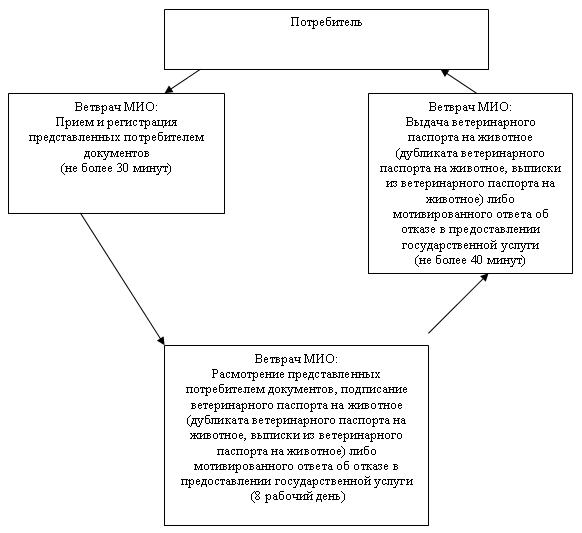 Потребитель
Ветврач МИО:
Прием и регистрация
представленных потребителем
документов
(не более 30 минут)
Ветврач МИО:
Выдача ветеринарного
паспорта на животное
(дубликата ветеринарного
паспорта на животное, выписки
из ветеринарного паспорта на
животное) либо
мотивированного ответа об
отказе в предоставлении
государственной услуги
(не более 40 минут)
Ветврач МИО:
Расмотрение представленных
потребителем документов, подписание
ветеринарного паспорта на животное
(дубликата ветеринарного паспорта на
животное, выписки из ветеринарного
паспорта на животное) либо
мотивированного ответа об отказе в
предоставлении государственной услуги
(8 рабочий день)